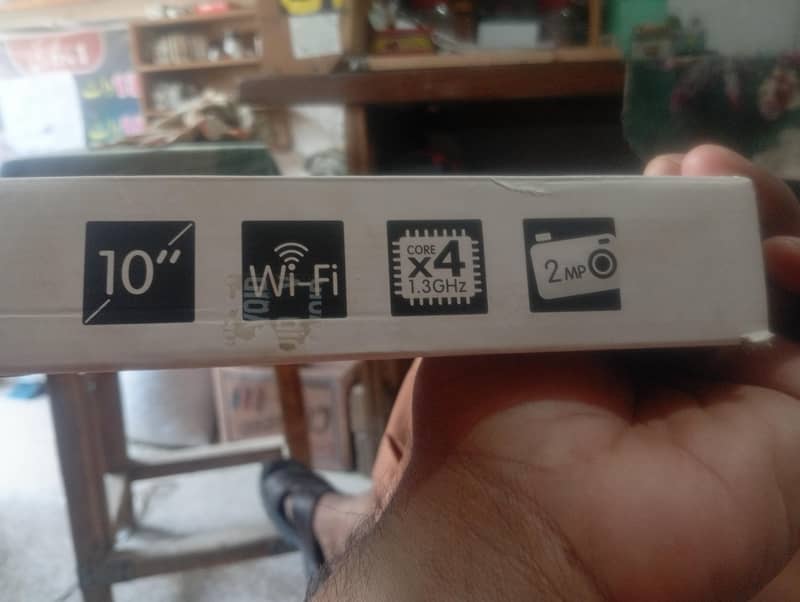 10”
Wi-Fi
CORE
x4
1.3GHz
2 MP